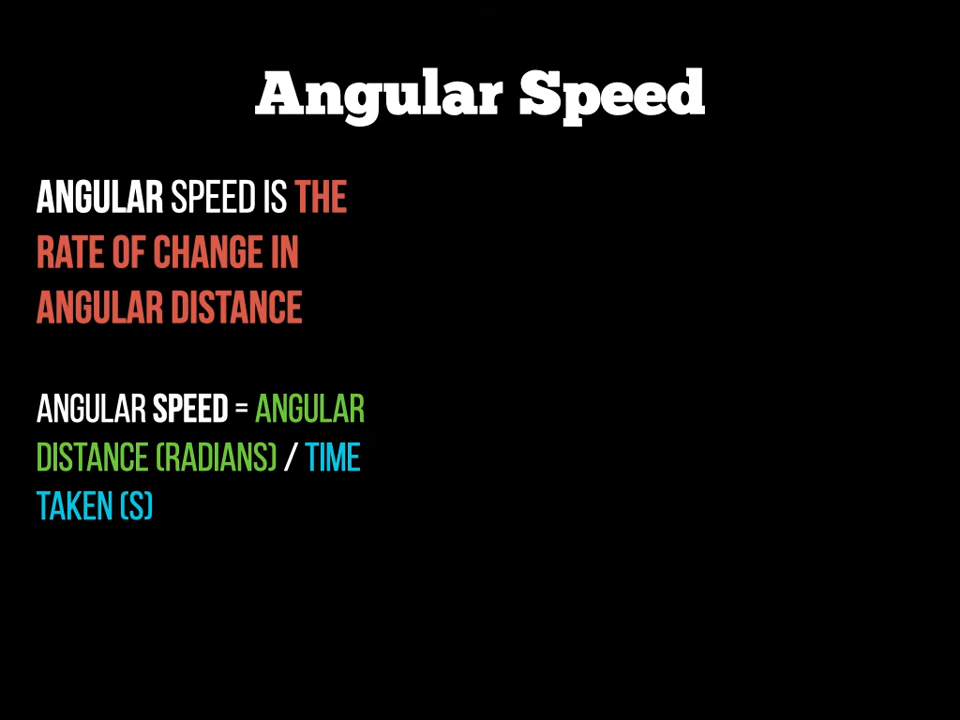 Angular Speed
ANGULAR SPEED IS THE
RATE OF CHANGE IN
ANGULAR DISTANCE
ANGULAR SPEED = ANGULAR
DISTANCE (RADIANS) / TIME
TAKEN (S)